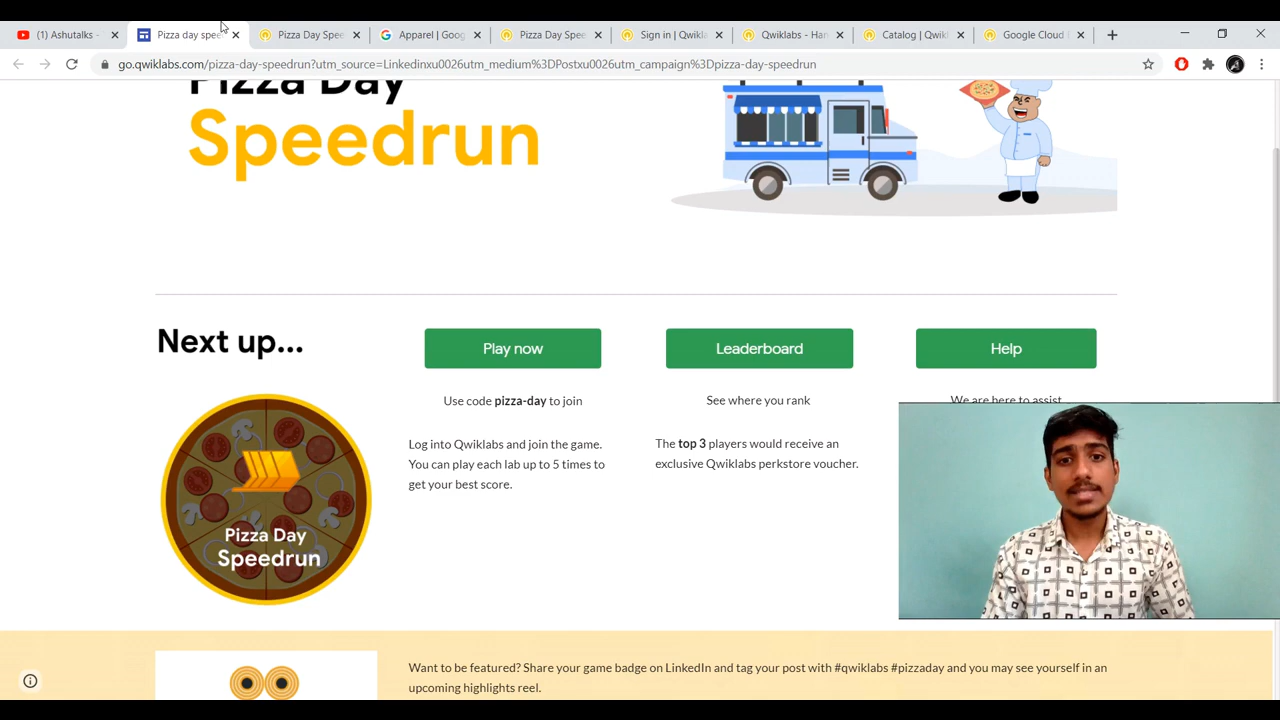 (1) Ashutalks -
Pizza day spee
Pizza Day Spee
Apparel | Goog
Pizza Day Spee
Sign in | Qwikla
Qwiklabs - Han
Catalog | Qwikl
Google Cloud (
go.qwiklabs.com/pizza-day-speedrun?utm_source=Linkedinxu0026utm_medium%3DPostxu0026utm_campaign%3Dpizza-day-speedrun
Pizza Day
Speedrun
Next up...
Play now
Leaderboard
Help
Use code pizza-day to join
See where you rank
We are here to assist
Log into Qwiklabs and join the game.
You can play each lab up to 5 times to
get your best score.
The top 3 players would receive an
exclusive Qwiklabs perkstore voucher.
Pizza Day
Speedrun
Want to be featured? Share your game badge on LinkedIn and tag your post with #qwiklabs #pizzaday and you may see yourself in an
upcoming highlights reel.